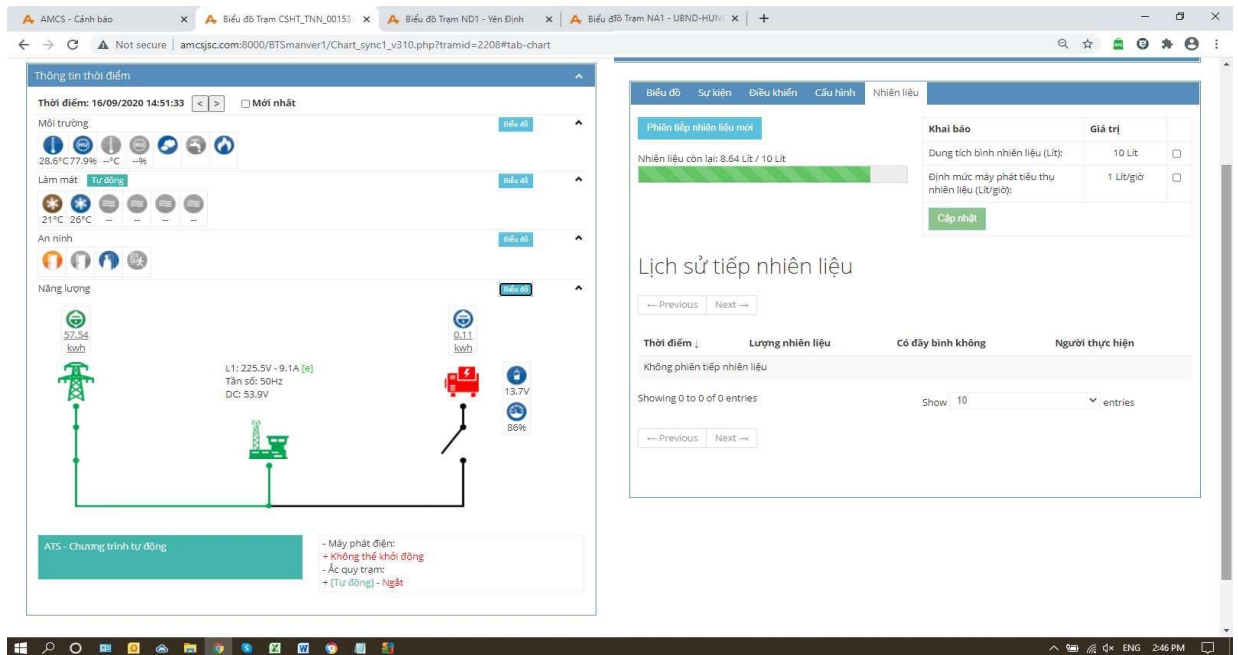 AMCS - Cảnh báo
Biểu đồ Trạm CSHT_TNN_00153
Biểu đồ Trạm ND1 - Yên Định
Biểu đồ Trạm NA1 - UBND-HUN
Not secure | amcsjsc.com:8000/BTSmanver1/Chart_sync1_v310.php?tramid=2208#tab-chart
Thông tin thời điểm
Thời điểm: 16/09/2020 14:51:33 < > Mới nhất
Môi trường Biểu đồ
28.6°C 77.9% --°C --%
Làm mát Tự động Biểu đồ
21°C 26°C -- -- -- --
An ninh Biểu đồ
Năng lượng Biểu đồ
57.54
kwh
0.11
kwh
L1: 225.5V - 9.1A [e]
Tần số: 50Hz
DC: 53.9V
13.7V
86%
ATS - Chương trình tự động
- Máy phát điện:
+ Không thể khởi động
- Ắc quy trạm:
+ [Tự động] - Ngắt
Biểu đồ Sự kiện Điều khiển Cấu hình Nhiên liệu
Phiên tiếp nhiên liệu mới
Nhiên liệu còn lại: 8.64 Lít / 10 Lít
Khai báo Giá trị
Dung tích bình nhiên liệu (Lít): 10 Lít
Định mức máy phát tiêu thụ
nhiên liệu (Lít/giờ): 1 Lít/giờ
Cập nhật
Lịch sử tiếp nhiên liệu
← Previous Next →
Thời điểm ↓ Lượng nhiên liệu Có đầy bình không Người thực hiện
Không phiên tiếp nhiên liệu
Showing 0 to 0 of 0 entries
Show 10 entries
← Previous Next →
ENG 2:46 PM